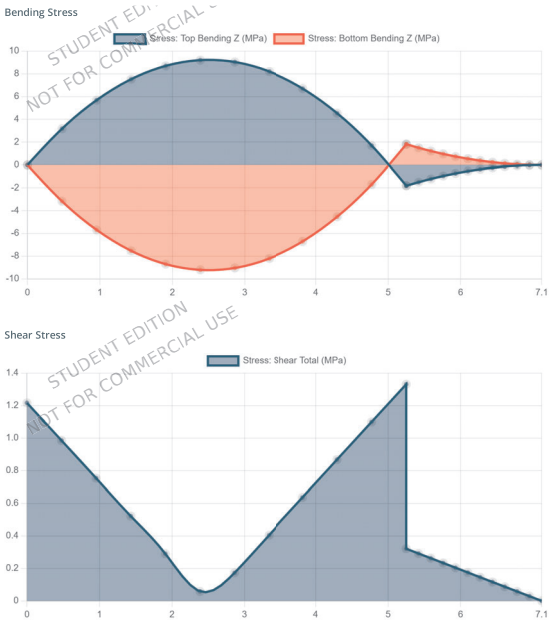 Bending Stress
STUDENT EDITION
NOT FOR COMMERCIAL USE
Stress: Top Bending Z (MPa) Stress: Bottom Bending Z (MPa)
10
8
6
4
2
0
-2
-4
-6
-8
-10
0 1 2 3 4 5 6 7.1
Shear Stress
STUDENT EDITION
NOT FOR COMMERCIAL USE
Stress: Shear Total (MPa)
1.4
1.2
1.0
0.8
0.6
0.4
0.2
0
0 1 2 3 4 5 6 7.1